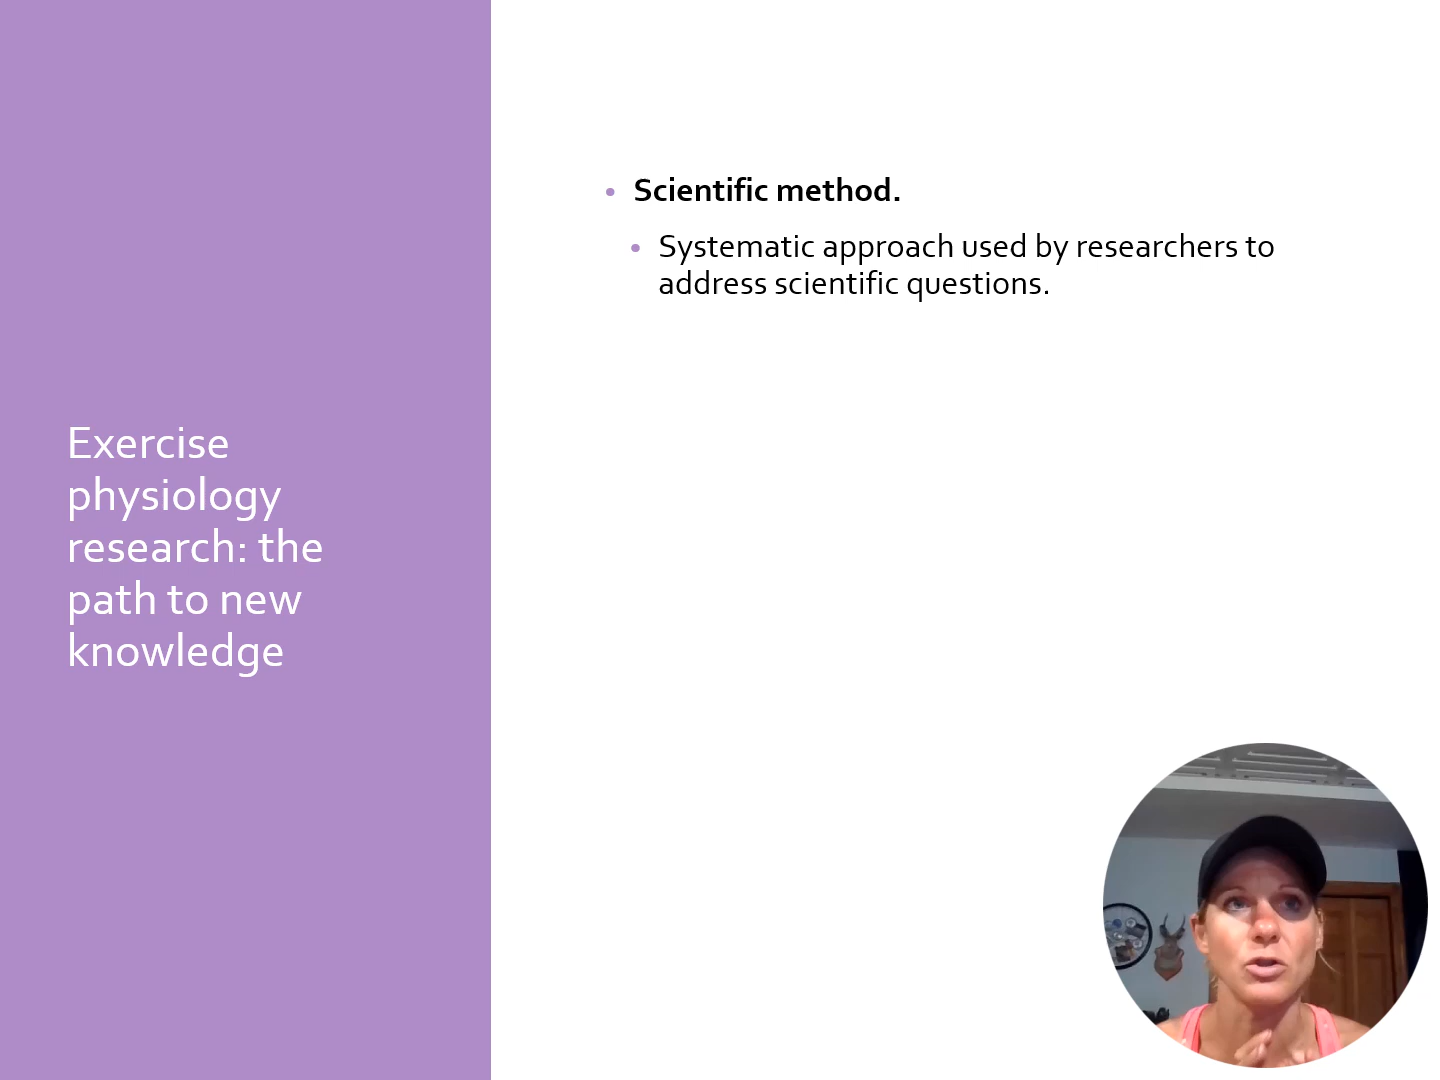 Exercise
physiology
research: the
path to new
knowledge
• Scientific method.
• Systematic approach used by researchers to
address scientific questions.